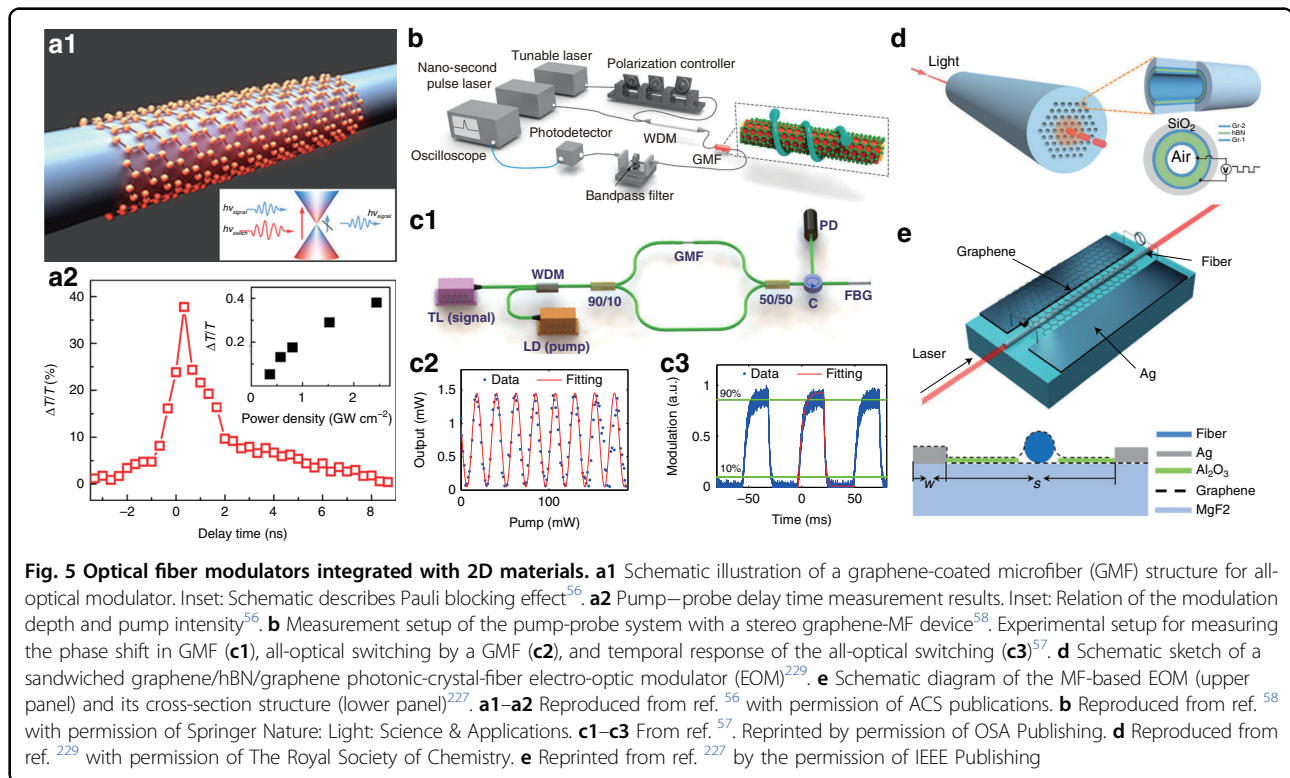 a1
hνsignal
hνswitch
hνsignal
a2
ΔT/T (%)
40
30
20
10
0
−2
0
2
4
6
8
Delay time (ns)
ΔT/T
0.4
0.2
0
1
2
Power density (GW cm−2)
b
Tunable laser
Nano-second
pulse laser
Polarization controller
Photodetector
WDM
Oscilloscope
GMF
Bandpass filter
c1
PD
GMF
WDM
TL (signal)
90/10
50/50
C
FBG
LD (pump)
c2
Data
Fitting
Output (mW)
1.5
1.0
0.5
0.0
100
Pump (mW)
c3
Data
Fitting
Modulation (a.u.)
1
0.5
0
90%
10%
−50
0
50
Time (ms)
d
Light
SiO2
Gr-2
hBN
Gr-1
Air
V
e
Graphene
Fiber
Laser
Ag
w
s
Fiber
Ag
Al2O3
Graphene
MgF2
Fig. 5 Optical fiber modulators integrated with 2D materials. a1 Schematic illustration of a graphene-coated microfiber (GMF) structure for all-
optical modulator. Inset: Schematic describes Pauli blocking effect56. a2 Pump−probe delay time measurement results. Inset: Relation of the modulation
depth and pump intensity56. b Measurement setup of the pump-probe system with a stereo graphene-MF device58. Experimental setup for measuring
the phase shift in GMF (c1), all-optical switching by a GMF (c2), and temporal response of the all-optical switching (c3)57. d Schematic sketch of a
sandwiched graphene/hBN/graphene photonic-crystal-fiber electro-optic modulator (EOM)229. e Schematic diagram of the MF-based EOM (upper
panel) and its cross-section structure (lower panel)227. a1–a2 Reproduced from ref. 56 with permission of ACS publications. b Reproduced from ref. 58
with permission of Springer Nature: Light: Science & Applications. c1–c3 From ref. 57. Reprinted by permission of OSA Publishing. d Reproduced from
ref. 229 with permission of The Royal Society of Chemistry. e Reprinted from ref. 227 by the permission of IEEE Publishing